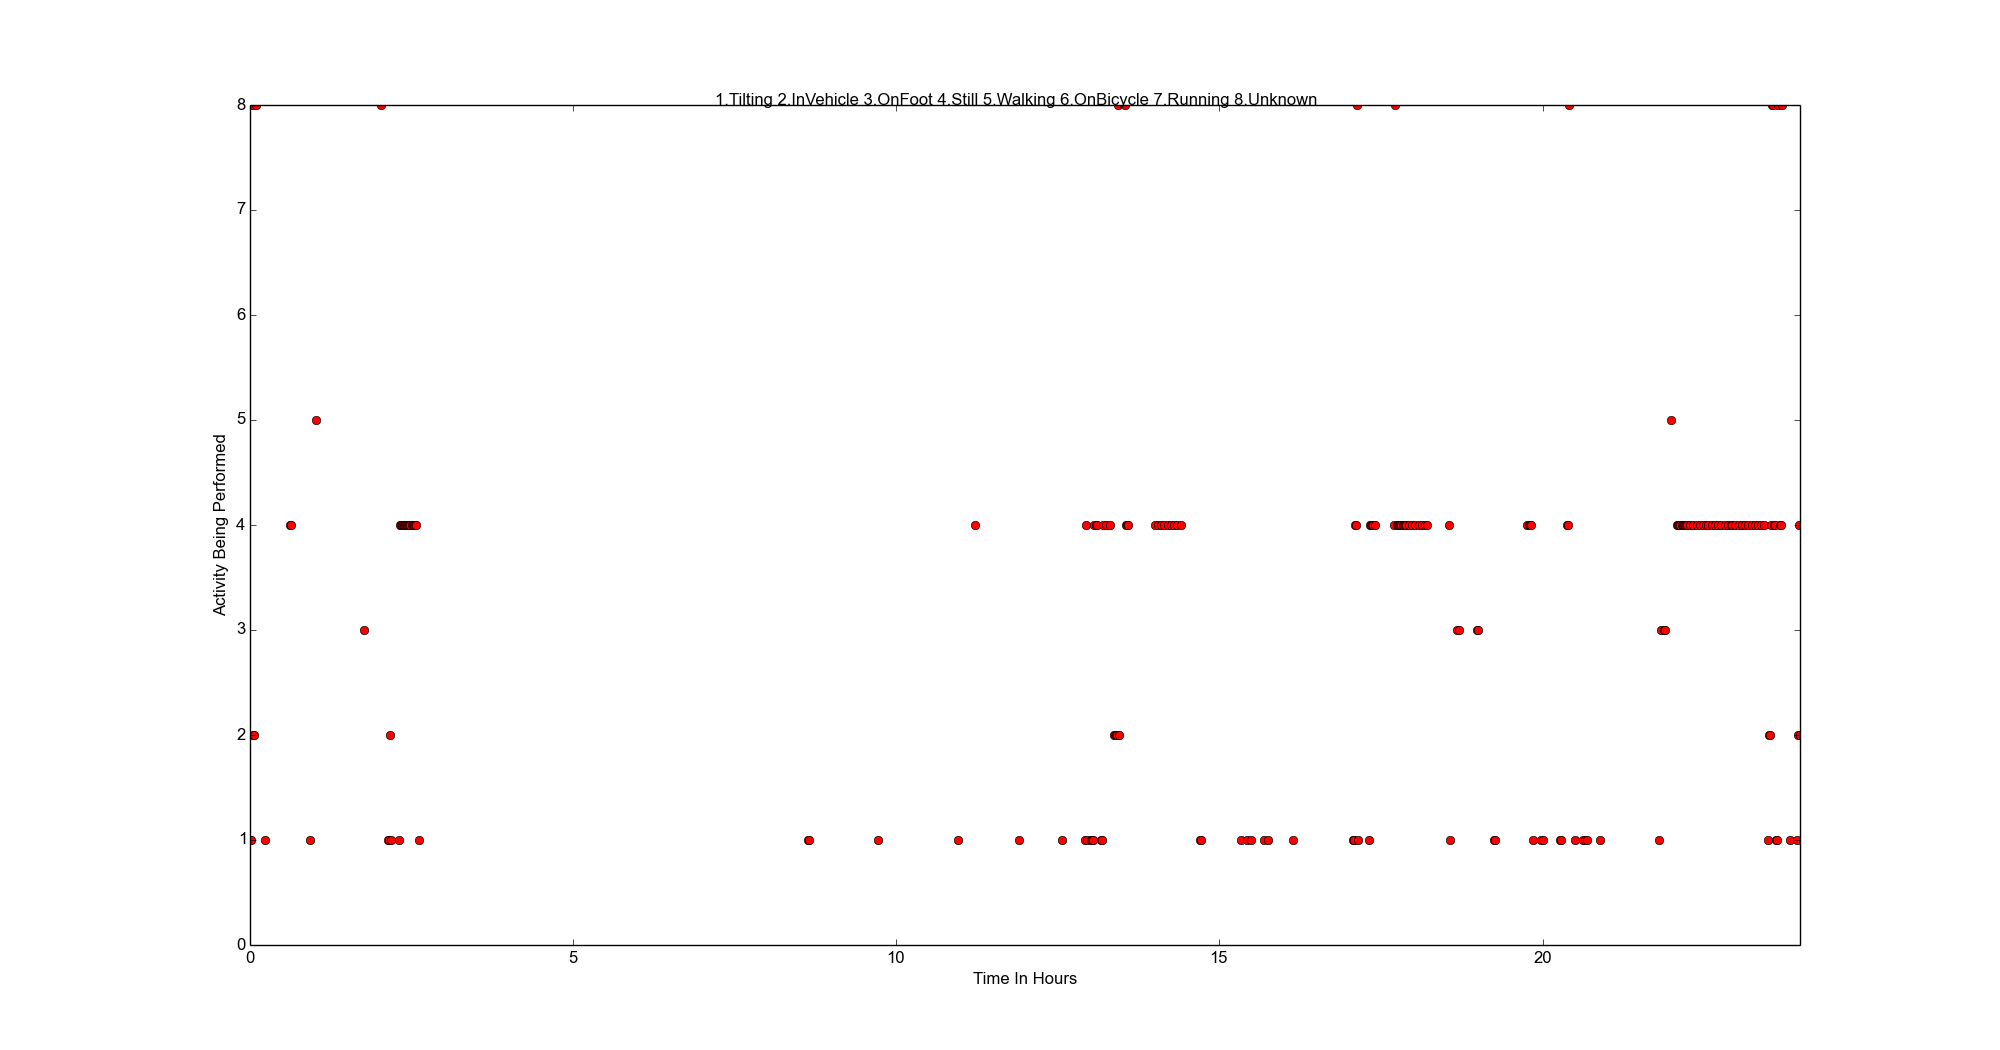 1.Tilting 2.InVehicle 3.OnFoot 4.Still 5.Walking 6.OnBicycle 7.Running 8.Unknown
8
7
6
5
4
3
2
1
0
Activity Being Performed
0 5 10 15 20
Time In Hours